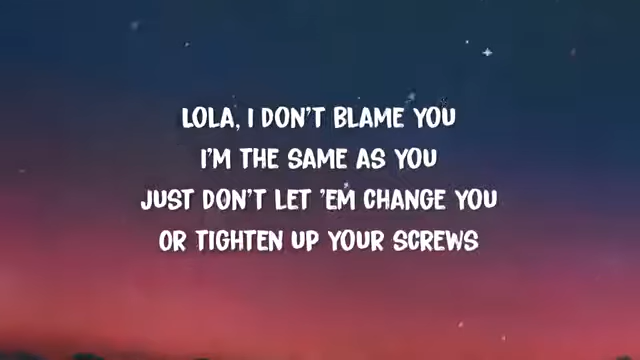 LOLA, I DON'T BLAME YOU
I'M THE SAME AS YOU
JUST DON'T LET 'EM CHANGE YOU
OR TIGHTEN UP YOUR SCREWS